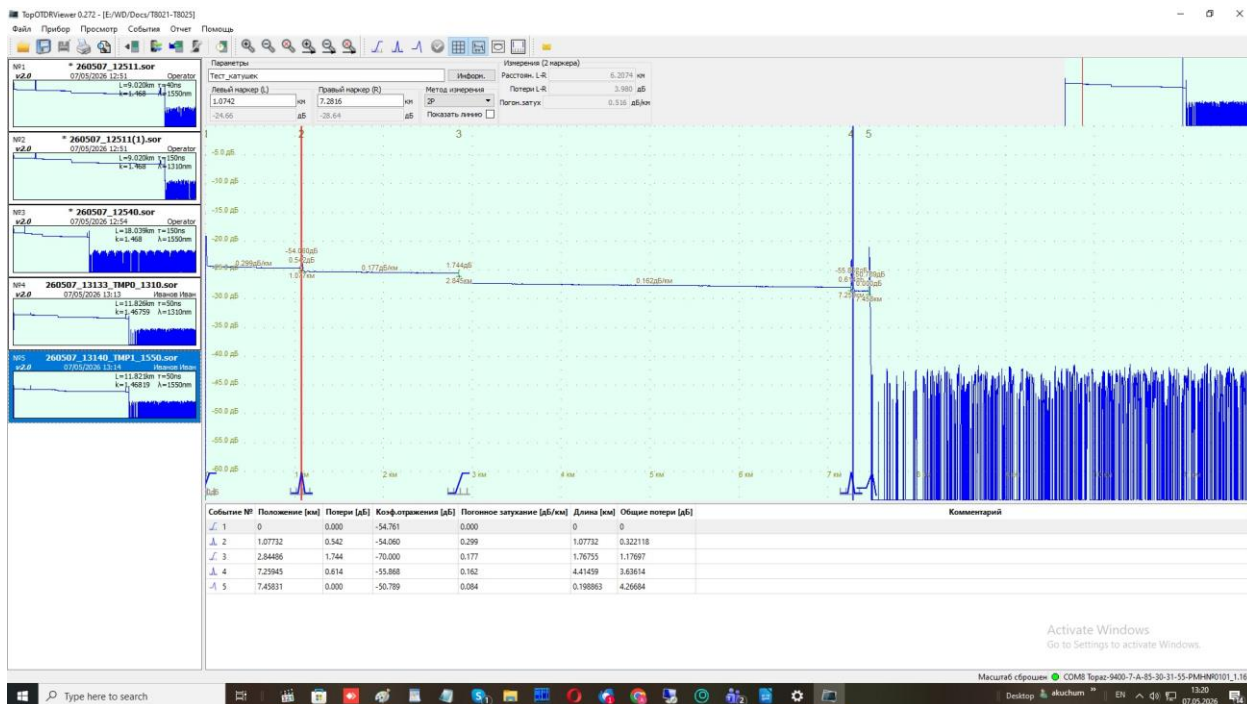 TopOTDRViewer 0.272 - [E:/WD/Docs/T8021-T8025]
Файл Прибор Просмотр События Отчет Помощь
№1 * 260507_12511.sor
v2.0 07/05/2026 12:51 Operator
L=9.020km τ=40ns
k=1.468 λ=1550nm
№2 * 260507_12511(1).sor
v2.0 07/05/2026 12:51 Operator
L=9.020km τ=150ns
k=1.468 λ=1310nm
№3 * 260507_12540.sor
v2.0 07/05/2026 12:54 Operator
L=18.039km τ=150ns
k=1.468 λ=1550nm
№4 260507_13133_TMP0_1310.sor
v2.0 07/05/2026 13:13 Иванов Иван
L=11.826km τ=50ns
k=1.46759 λ=1310nm
№5 260507_13140_TMP1_1550.sor
v2.0 07/05/2026 13:14 Иванов Иван
L=11.821km τ=50ns
k=1.46819 λ=1550nm
Параметры
Тест_катушек Информ.
Левый маркер (L) Правый маркер (R) Метод измерения
1.0742 км 7.2816 км 2P
-24.66 дБ -28.64 дБ Показать линию
Измерения (2 маркера)
Расстоян. L-R 6.2074 км
Потери L-R 3.980 дБ
Погон.затух 0.516 дБ/км
1 2 3 4 5
-5.0 дБ
-10.0 дБ
-15.0 дБ
-20.0 дБ
-54.060дБ
0.299дБ/км 0.542дБ 0.177дБ/км 1.744дБ
1.077км 2.845км 0.162дБ/км
-30.0 дБ
-35.0 дБ
-40.0 дБ
-45.0 дБ
-50.0 дБ
-55.0 дБ
-60.0 дБ
0дБ
2 км 3 км 4 км 5 км 6 км 7 км
Событие № Положение [км] Потери [дБ] Коэф.отражения [дБ] Погонное затухание [дБ/км] Длина [км] Общие потери [дБ] Комментарий
1 0 0.000 -54.761 0.000 0 0
2 1.07732 0.542 -54.060 0.299 1.07732 0.322118
3 2.84486 1.744 -70.000 0.177 1.76755 1.17697
4 7.25945 0.614 -55.868 0.162 4.41459 3.63614
5 7.45831 0.000 -50.789 0.084 0.198863 4.26684
Activate Windows
Go to Settings to activate Windows.
Масштаб сброшен COM8 Topaz-9400-7-A-85-30-31-55-PMHN№0101_1.16
Type here to search
Desktop akuchum EN 13:20
07.05.2026